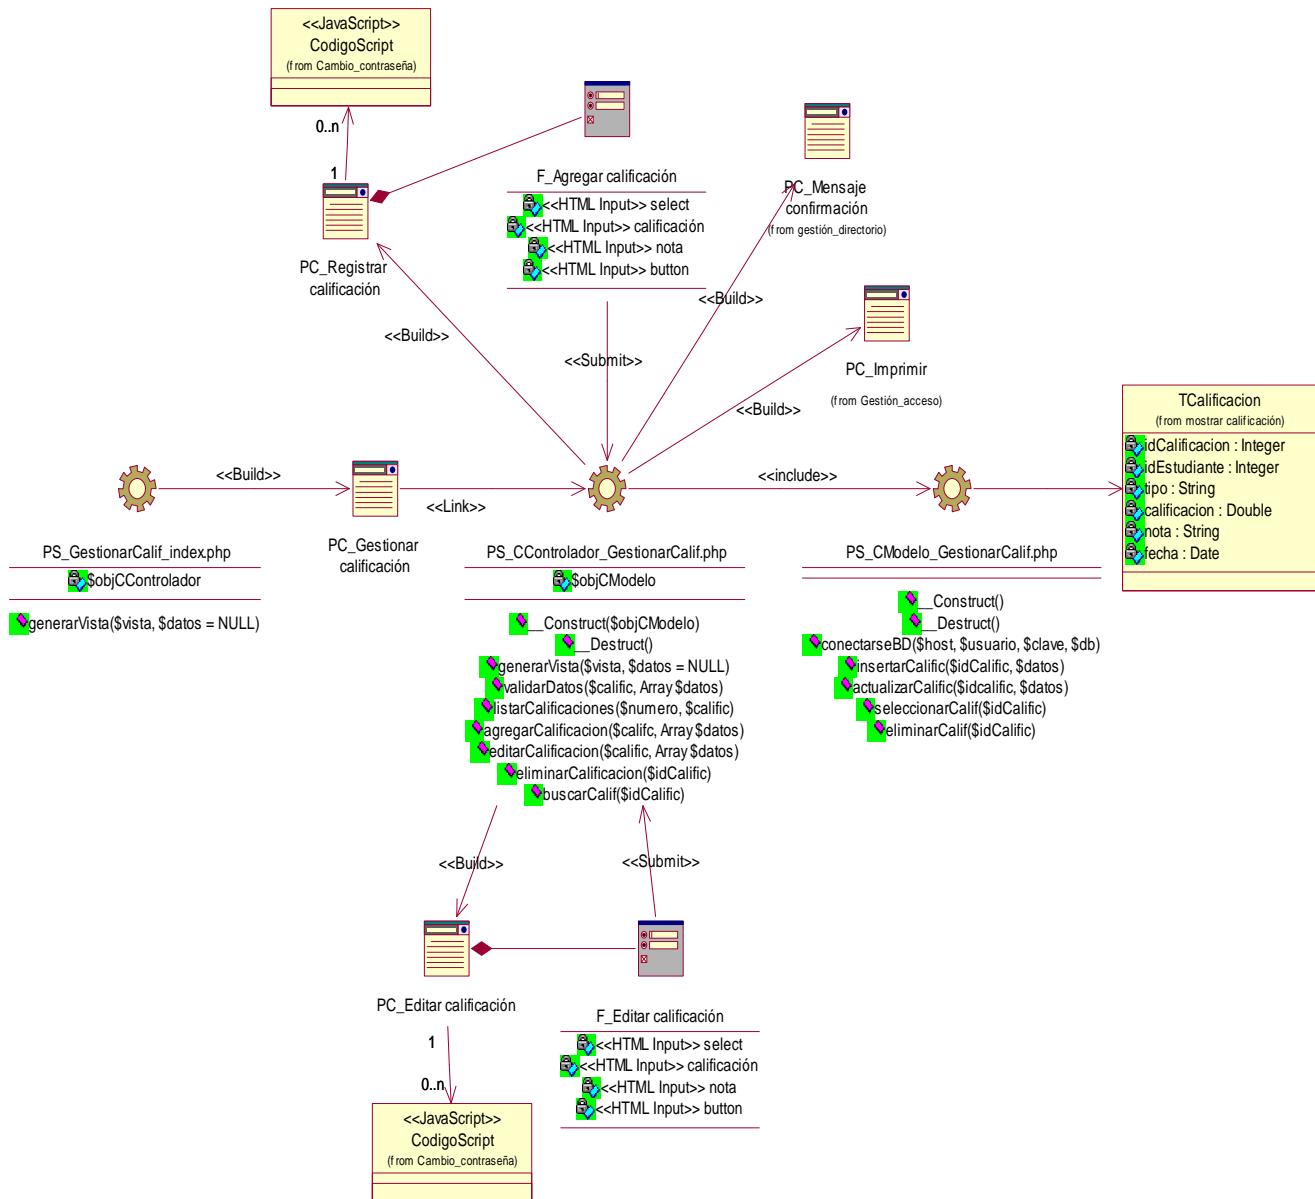 <<JavaScript>>
CodigoScript
(from Cambio_contraseña)
0..n
1
PC_Registrar
calificación
F_Agregar calificación
<<HTML Input>> select
<<HTML Input>> calificación
<<HTML Input>> nota
<<HTML Input>> button
PC_Mensaje
confirmación
(from gestión_directorio)
<<Build>>
<<Build>>
<<Submit>>
PC_Imprimir
(from Gestión_acceso)
<<Build>>
TCalificacion
(from mostrar calificación)
idCalificacion : Integer
idEstudiante : Integer
tipo : String
calificacion : Double
nota : String
fecha : Date
<<Build>>
<<Link>>
<<include>>
PS_GestionarCalif_index.php
$objCControlador
generarVista($vista, $datos = NULL)
PC_Gestionar
calificación
PS_CControlador_GestionarCalif.php
$objCModelo
__Construct($objCModelo)
__Destruct()
generarVista($vista, $datos = NULL)
validarDatos($calific, Array $datos)
listarCalificaciones($numero, $calific)
agregarCalificacion($califc, Array $datos)
editarCalificacion($calific, Array $datos)
eliminarCalificacion($idCalific)
buscarCalif($idCalific)
PS_CModelo_GestionarCalif.php
__Construct()
__Destruct()
conectarseBD($host, $usuario, $clave, $db)
insertarCalific($idCalific, $datos)
actualizarCalific($idcalific, $datos)
seleccionarCalif($idCalific)
eliminarCalif($idCalific)
<<Build>>
<<Submit>>
PC_Editar calificación
F_Editar calificación
<<HTML Input>> select
<<HTML Input>> calificación
<<HTML Input>> nota
<<HTML Input>> button
1
0..n
<<JavaScript>>
CodigoScript
(from Cambio_contraseña)